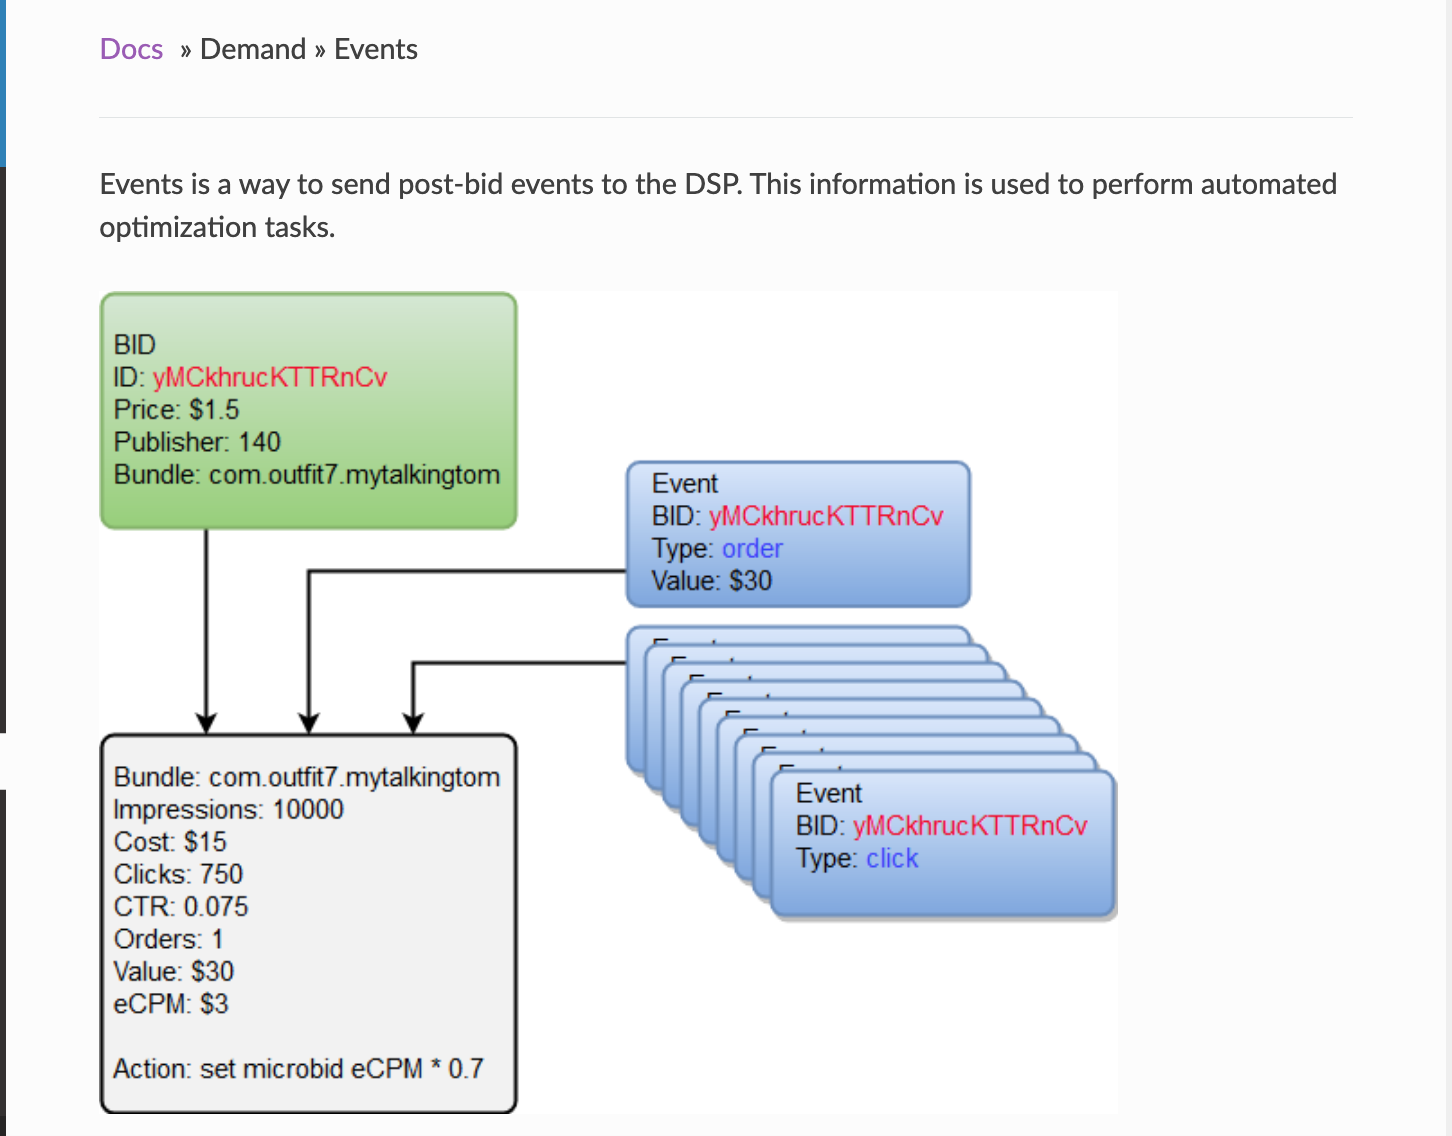 Docs » Demand » Events
Events is a way to send post-bid events to the DSP. This information is used to perform automated
optimization tasks.
BID
ID: yMCkhrucKTTRnCv
Price: $1.5
Publisher: 140
Bundle: com.outfit7.mytalkingtom
Event
BID: yMCkhrucKTTRnCv
Type: order
Value: $30
Event
BID: yMCkhrucKTTRnCv
Type: click
Bundle: com.outfit7.mytalkingtom
Impressions: 10000
Cost: $15
Clicks: 750
CTR: 0.075
Orders: 1
Value: $30
eCPM: $3
Action: set microbid eCPM * 0.7